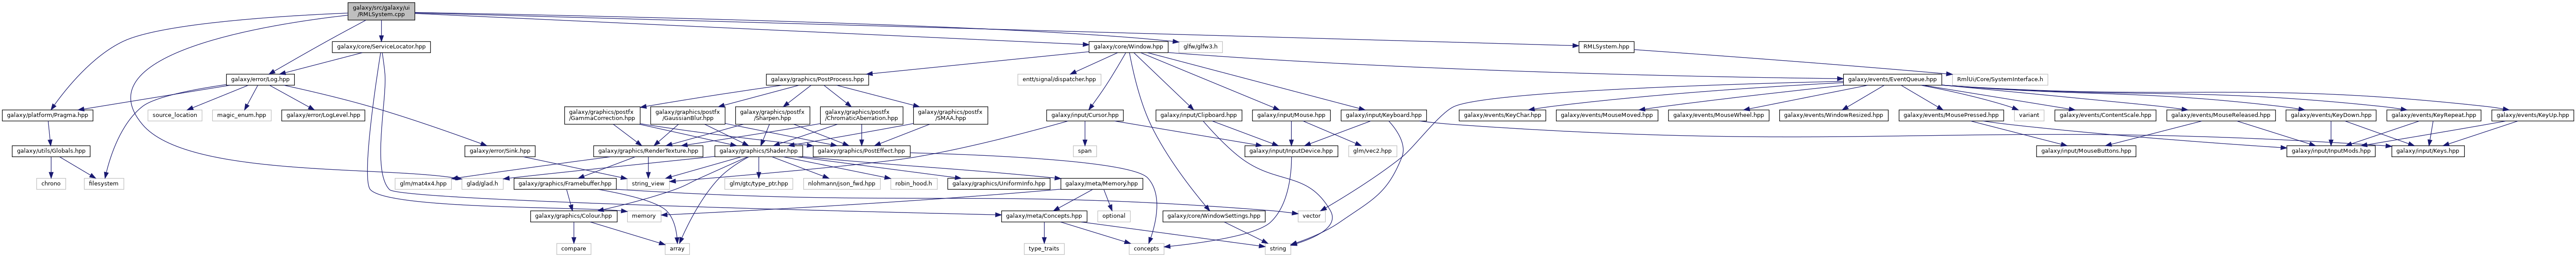 galaxy/src/galaxy/ui
/RMLSystem.cpp
galaxy/core/ServiceLocator.hpp
galaxy/core/Window.hpp
glfw/glfw3.h
RMLSystem.hpp
galaxy/error/Log.hpp
galaxy/graphics/PostProcess.hpp
entt/signal/dispatcher.hpp
galaxy/events/EventQueue.hpp
RmlUi/Core/SystemInterface.h
galaxy/platform/Pragma.hpp
source_location
magic_enum.hpp
galaxy/error/LogLevel.hpp
galaxy/graphics/postfx
/GammaCorrection.hpp
galaxy/graphics/postfx
/GaussianBlur.hpp
galaxy/graphics/postfx
/Sharpen.hpp
galaxy/graphics/postfx
/ChromaticAberration.hpp
galaxy/graphics/postfx
/SMAA.hpp
galaxy/input/Cursor.hpp
galaxy/input/Clipboard.hpp
galaxy/input/Mouse.hpp
galaxy/input/Keyboard.hpp
galaxy/events/KeyChar.hpp
galaxy/events/MouseMoved.hpp
galaxy/events/MouseWheel.hpp
galaxy/events/WindowResized.hpp
galaxy/events/MousePressed.hpp
variant
galaxy/events/ContentScale.hpp
galaxy/events/MouseReleased.hpp
galaxy/events/KeyDown.hpp
galaxy/events/KeyRepeat.hpp
galaxy/events/KeyUp.hpp
galaxy/utils/Globals.hpp
galaxy/error/Sink.hpp
galaxy/graphics/RenderTexture.hpp
galaxy/graphics/Shader.hpp
galaxy/graphics/PostEffect.hpp
span
galaxy/input/InputDevice.hpp
glm/vec2.hpp
galaxy/input/MouseButtons.hpp
galaxy/input/InputMods.hpp
galaxy/input/Keys.hpp
chrono
filesystem
glm/mat4x4.hpp
glad/glad.h
galaxy/graphics/Framebuffer.hpp
string_view
glm/gtc/type_ptr.hpp
nlohmann/json_fwd.hpp
robin_hood.h
galaxy/graphics/UniformInfo.hpp
galaxy/meta/Memory.hpp
galaxy/graphics/Colour.hpp
memory
galaxy/meta/Concepts.hpp
optional
galaxy/core/WindowSettings.hpp
vector
compare
array
type_traits
concepts
string